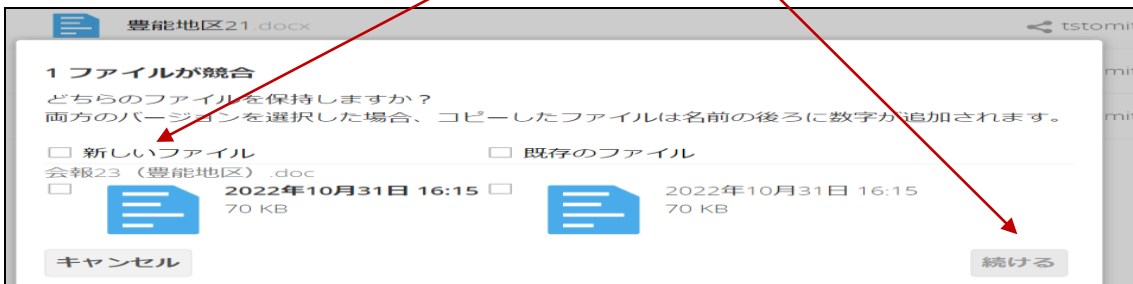 豊能地区21.docx
tstomit
1 ファイルが競合
どちらのファイルを保持しますか？
両方のバージョンを選択した場合、コピーしたファイルは名前の後ろに数字が追加されます。
新しいファイル 既存のファイル
会報23（豊能地区）.doc
2022年10月31日 16:15 2022年10月31日 16:15
70 KB 70 KB
キャンセル 続ける